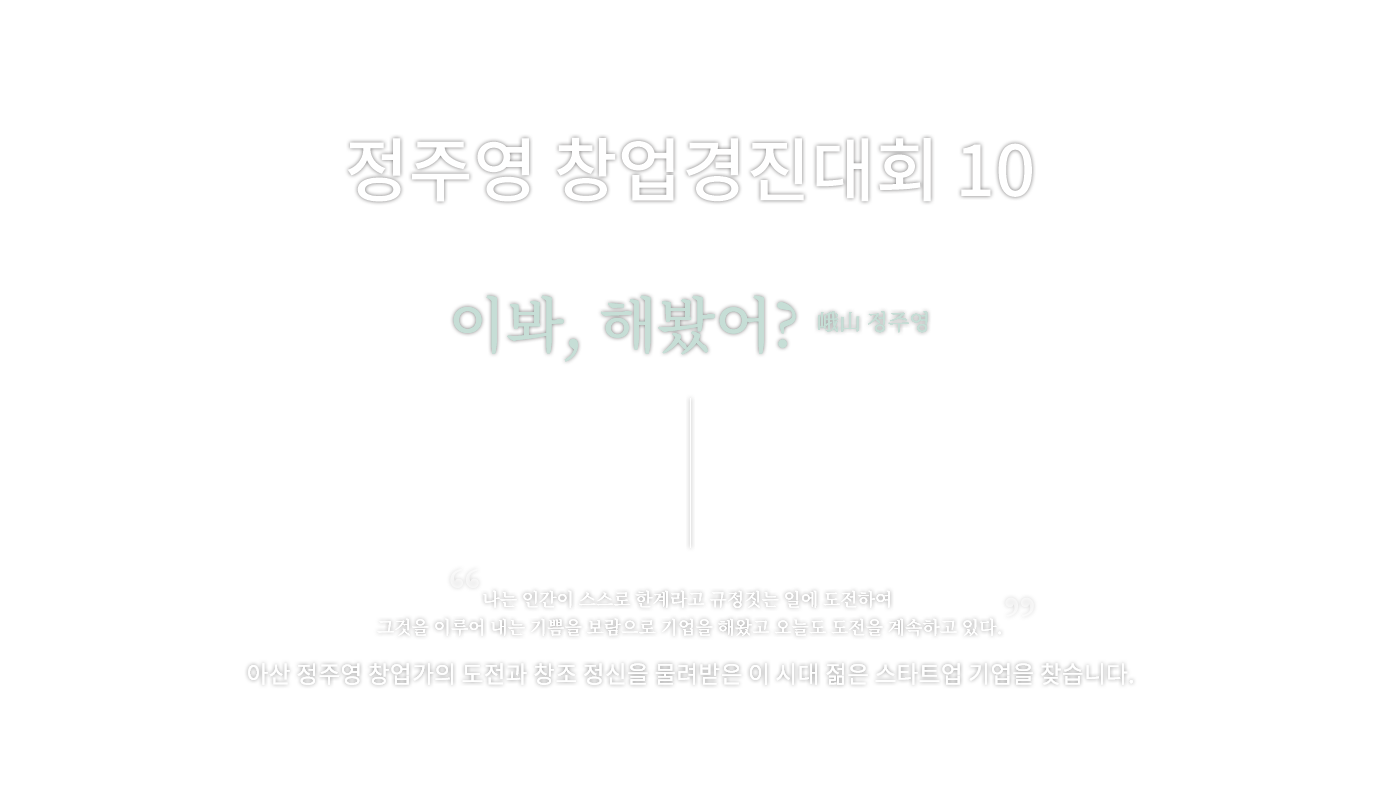 정주영 창업경진대회 10
이봐, 해봤어? 峨山 정주영
“나는 인간이 스스로 한계라고 규정짓는 일에 도전하여
그것을 이루어 내는 기쁨을 보람으로 기업을 해왔고 오늘도 도전을 계속하고 있다.”
아산 정주영 창업가의 도전과 창조 정신을 물려받은 이 시대 젊은 스타트업 기업을 찾습니다.